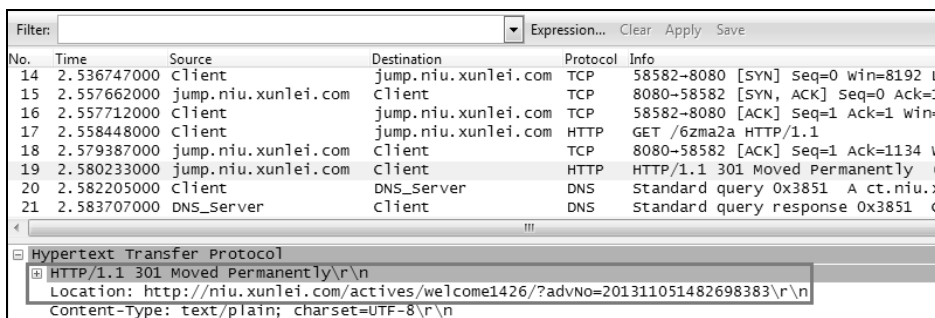 Filter: Expression... Clear Apply Save
No. Time Source Destination Protocol Info
14 2.536747000 Client jump.niu.xunlei.com TCP 58582→8080 [SYN] Seq=0 Win=8192
15 2.557662000 jump.niu.xunlei.com Client TCP 8080→58582 [SYN, ACK] Seq=0 Ack=
16 2.557712000 Client jump.niu.xunlei.com TCP 58582→8080 [ACK] Seq=1 Ack=1 Win=
17 2.558448000 Client jump.niu.xunlei.com HTTP GET /6zma2a HTTP/1.1
18 2.579387000 jump.niu.xunlei.com Client TCP 8080→58582 [ACK] Seq=1 Ack=1134
19 2.580233000 jump.niu.xunlei.com Client HTTP HTTP/1.1 301 Moved Permanently
20 2.582205000 Client DNS_Server DNS Standard query 0x3851 A ct.niu.
21 2.583707000 DNS_Server Client DNS Standard query response 0x3851
Hypertext Transfer Protocol
HTTP/1.1 301 Moved Permanently\r\n
Location: http://niu.xunlei.com/actives/welcome1426/?advNo=201311051482698383\r\n
Content-Type: text/plain; charset=UTF-8\r\n